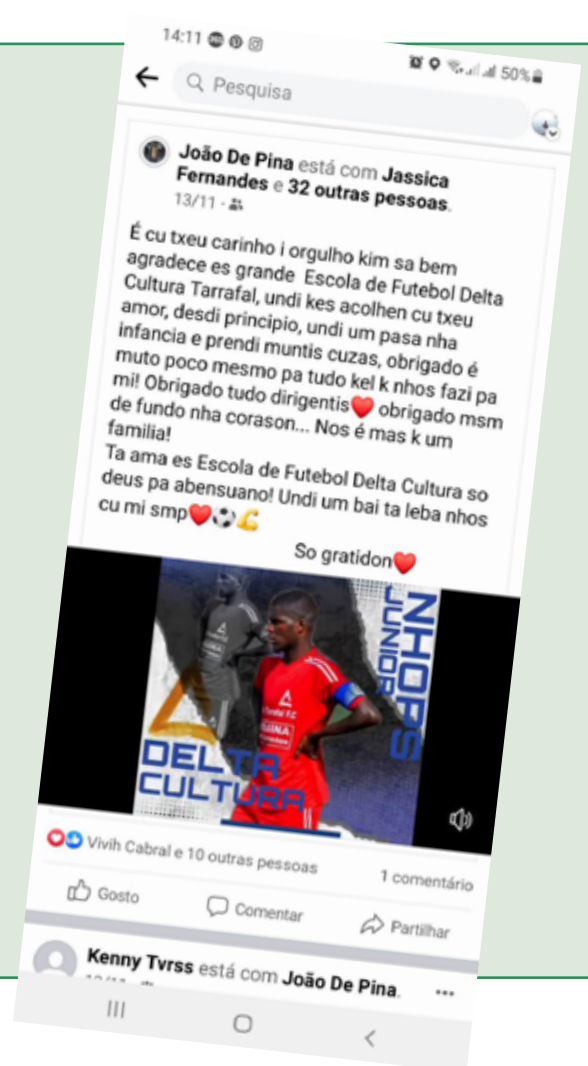 14:11
50%
Pesquisa
João De Pina está com Jassica
Fernandes e 32 outras pessoas.
13/11
É cu txeu carinho i orgulho kim sa bem
agradece es grande Escola de Futebol Delta
Cultura Tarrafal, undi kes acolhen cu txeu
amor, desdi principio, undi um pasa nha
infancia e prendi muntis cuzas, obrigado é
muto poco mesmo pa tudo kel k nhos fazi pa
mi! Obrigado tudo dirigentis❤️ obrigado msm
de fundo nha corason... Nos é mas k um
familia!
Ta ama es Escola de Futebol Delta Cultura so
deus pa abensuano! Undi um bai ta leba nhos
cu mi smp❤️⚽💪
So gratidon❤️
NHOPS
JUNIOR
DELTA
CULTURA
Vivih Cabral e 10 outras pessoas
1 comentário
Gosto
Comentar
Partilhar
Kenny Tvrss está com João De Pina.